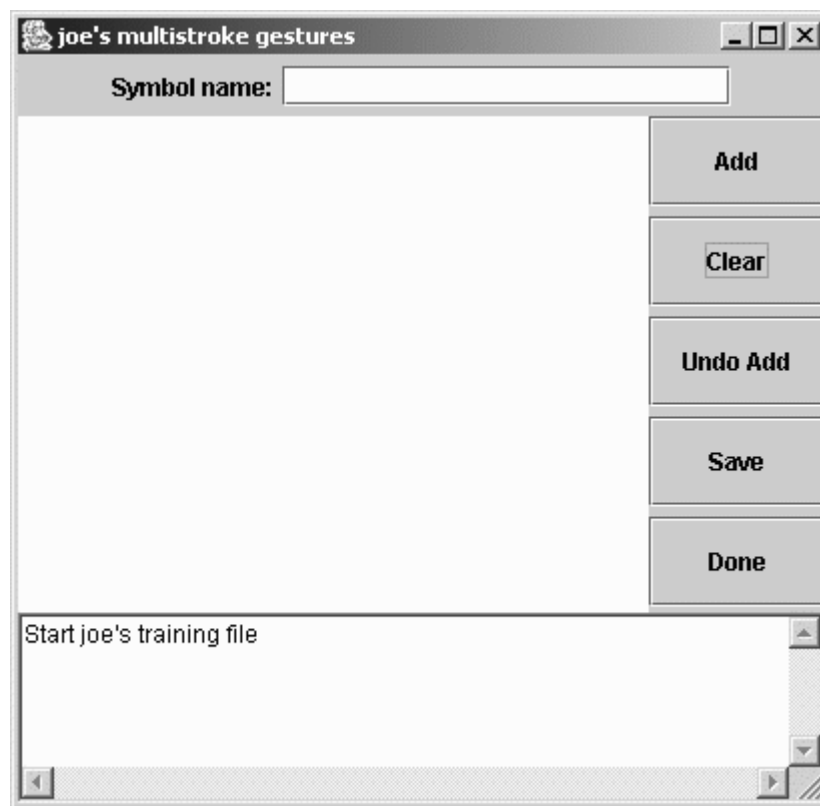 joe's multistroke gestures
Symbol name:
Add
Clear
Undo Add
Save
Done
Start joe's training file